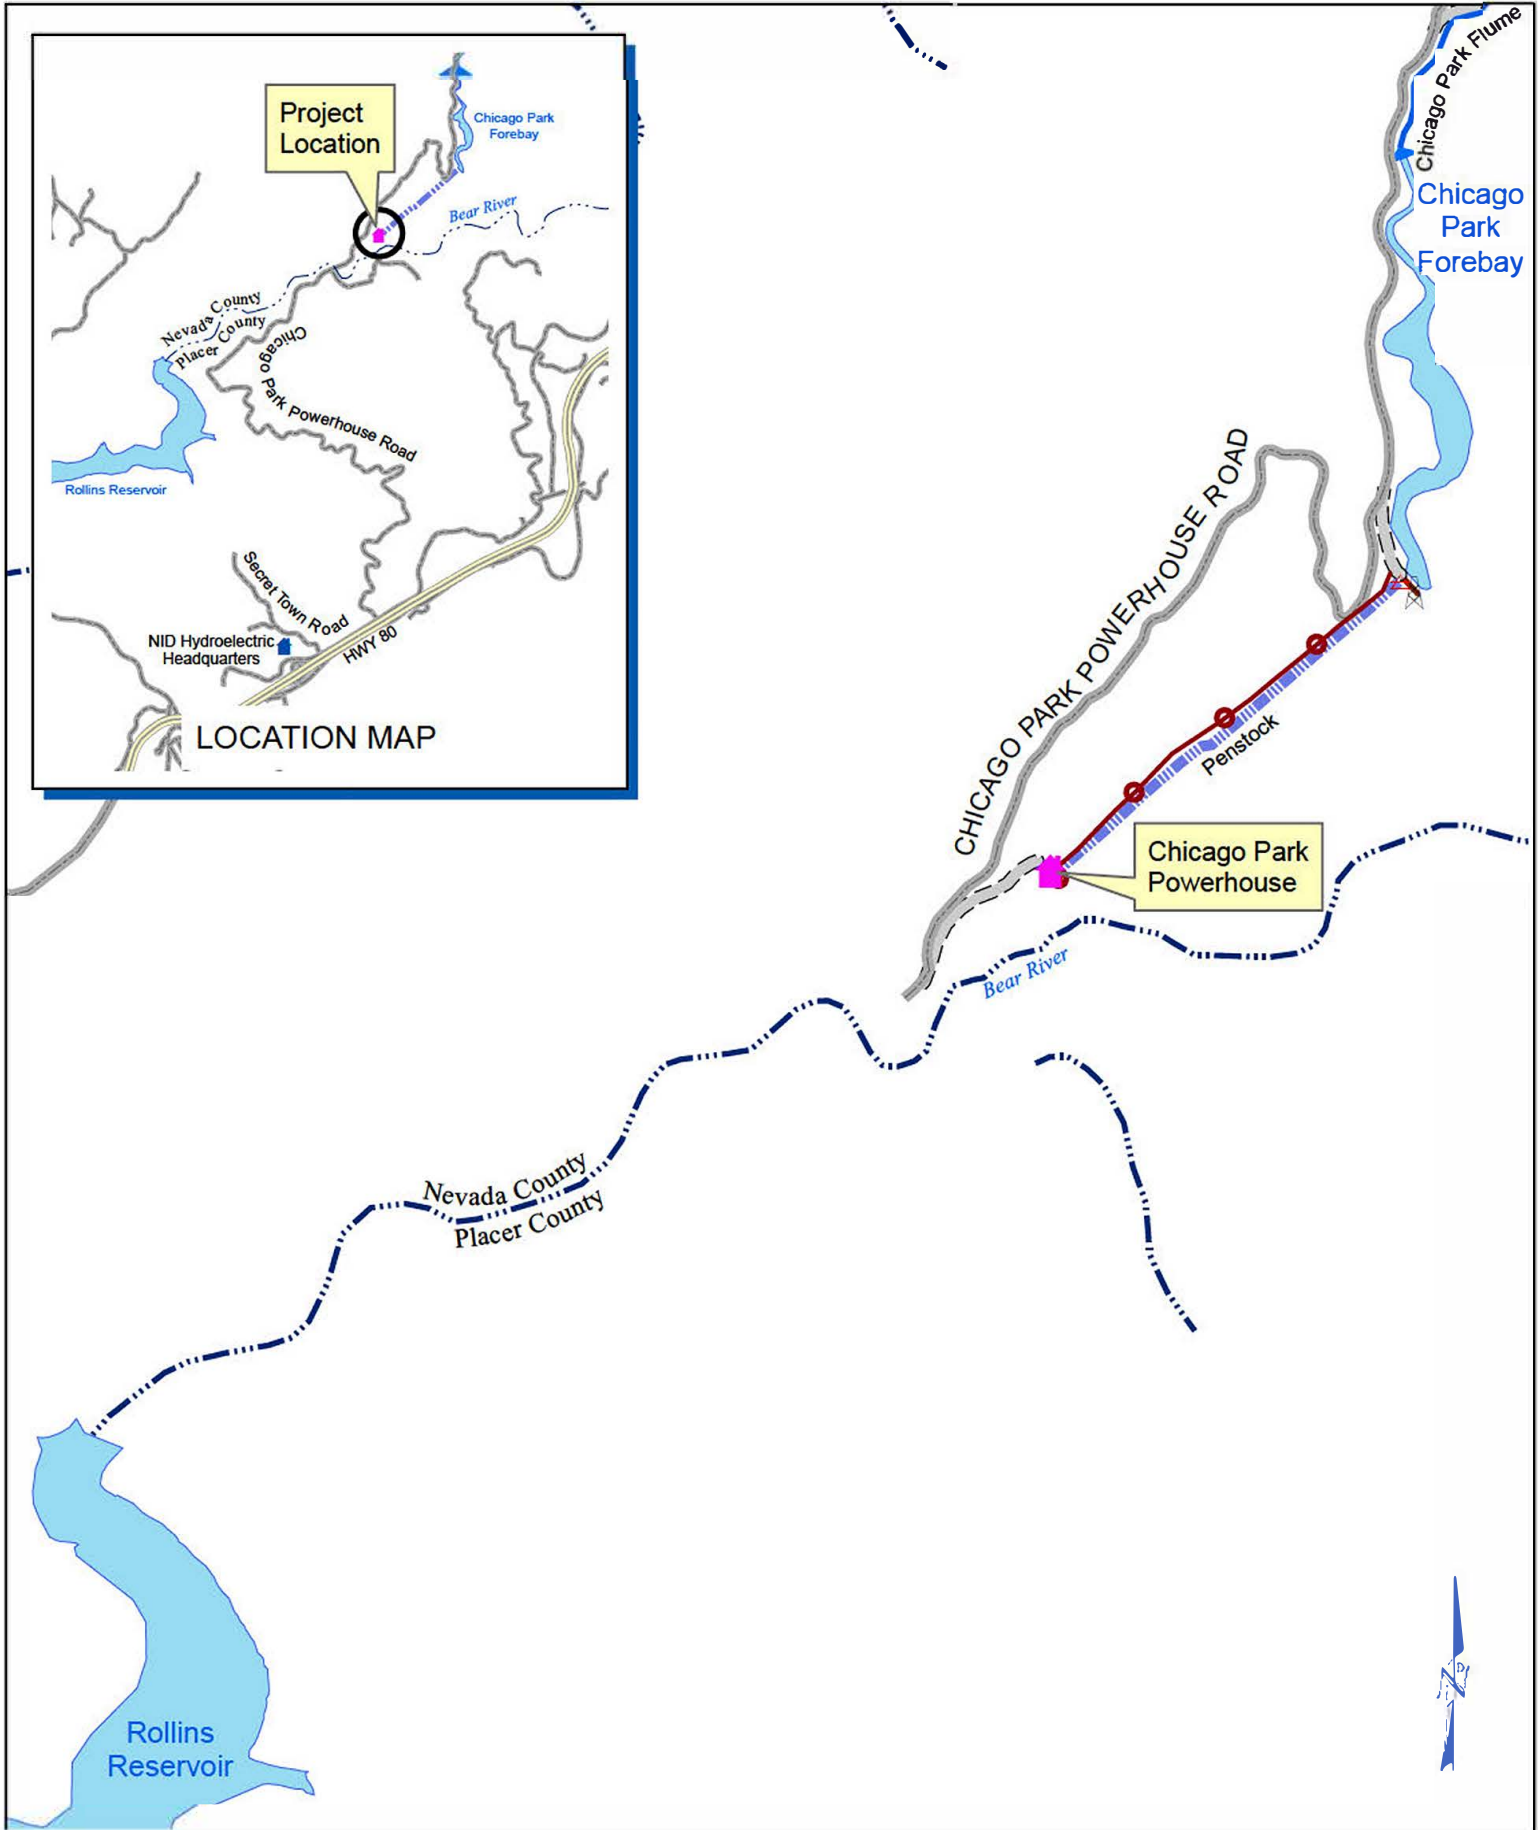 Project
Location
Chicago Park
Forebay
Bear River
Nevada County
Placer County
Chicago Park Powerhouse Road
Rollins Reservoir
Secret Town Road
NID Hydroelectric
Headquarters
HWY 80
LOCATION MAP
Chicago Park Flume
Chicago
Park
Forebay
CHICAGO PARK POWERHOUSE ROAD
Penstock
Chicago Park
Powerhouse
Bear River
Nevada County
Placer County
Rollins
Reservoir
N